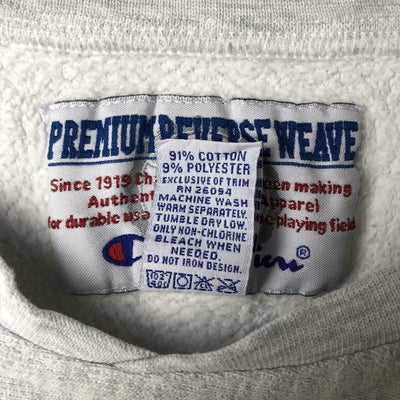 PREMIUM REVERSE WEAVE
Since 1919 Ch een making
Authent Apparel
for durable usa e playing field
91% COTTON
9% POLYESTER
EXCLUSIVE OF TRIM
RN 26094
MACHINE WASH
WARM SEPARATELY.
TUMBLE DRY LOW.
ONLY NON-CHLORINE
BLEACH WHEN
NEEDED.
DO NOT IRON DESIGN.